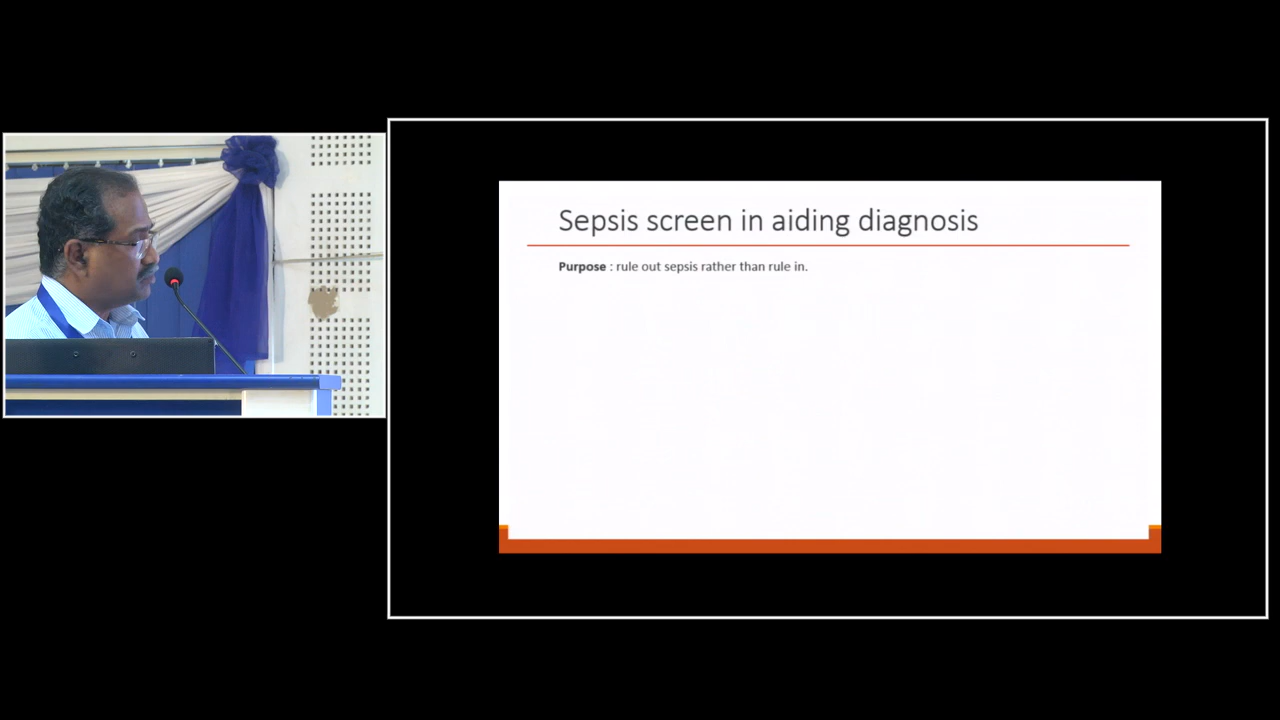 Sepsis screen in aiding diagnosis
Purpose : rule out sepsis rather than rule in.